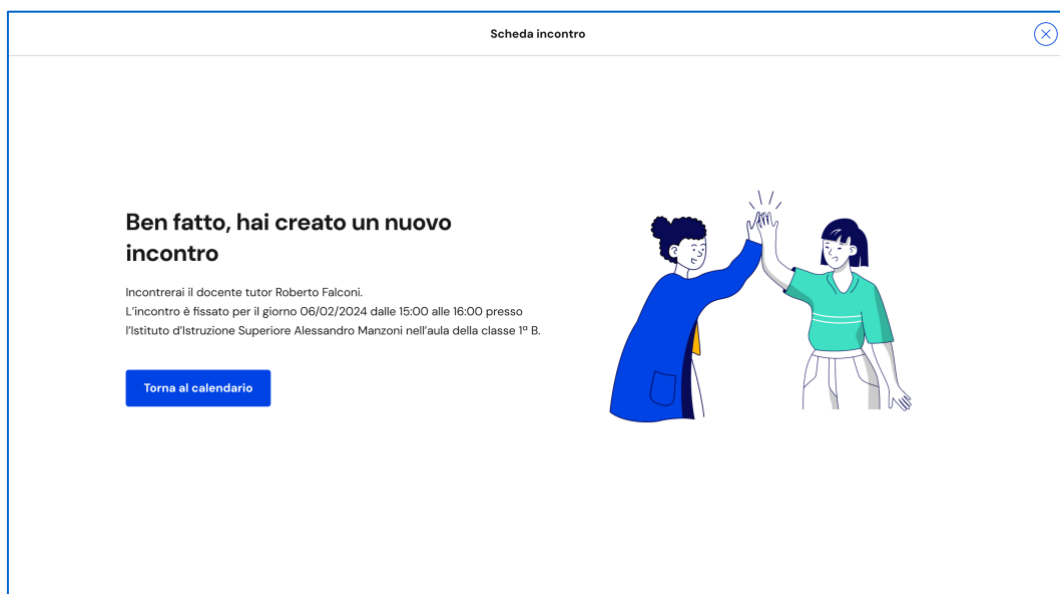 Scheda incontro
Ben fatto, hai creato un nuovo
incontro
Incontrerai il docente tutor Roberto Falconi.
L'incontro è fissato per il giorno 06/02/2024 dalle 15:00 alle 16:00 presso
l'Istituto d'Istruzione Superiore Alessandro Manzoni nell'aula della classe 1ª B.
Torna al calendario